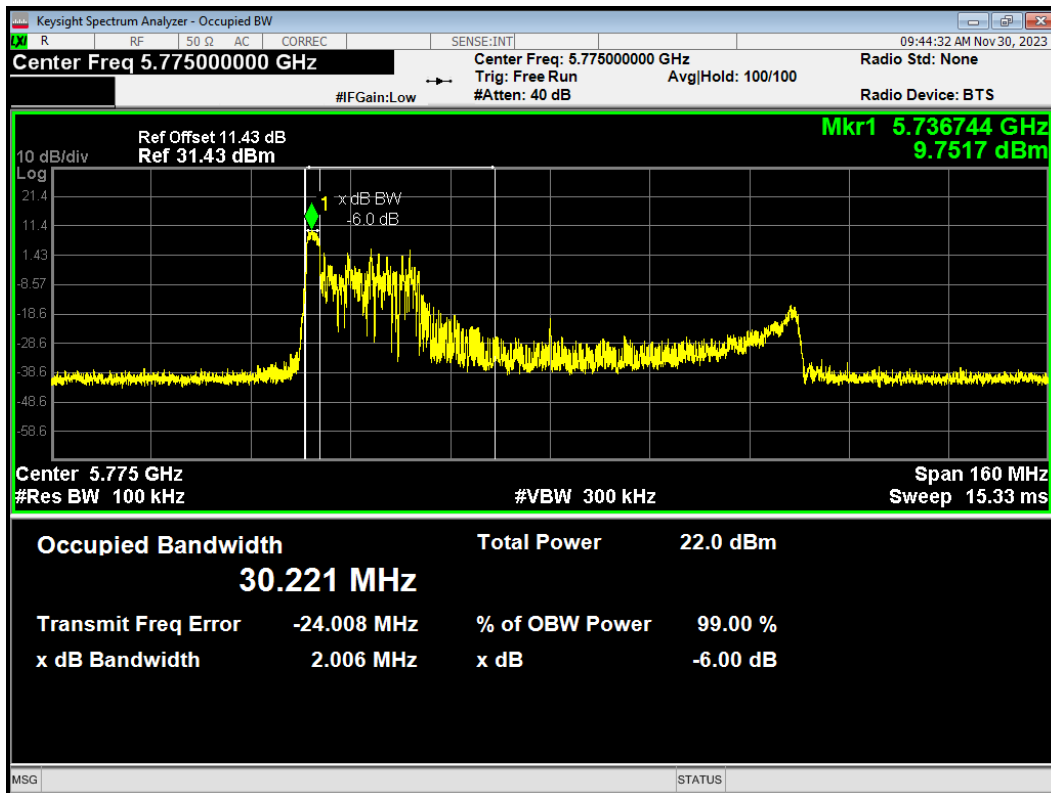 Keysight Spectrum Analyzer - Occupied BW
LXI R RF 50 Ω AC CORREC SENSE:INT 09:44:32 AM Nov 30, 2023
Center Freq 5.775000000 GHz Center Freq: 5.775000000 GHz Radio Std: None
Trig: Free Run Avg|Hold: 100/100
#IFGain:Low #Atten: 40 dB Radio Device: BTS
Mkr1 5.736744 GHz
Ref Offset 11.43 dB
10 dB/div Ref 31.43 dBm 9.7517 dBm
Log
21.4
1 x dB BW
-6.0 dB
11.4
1.43
-8.57
-18.6
-28.6
-38.6
-48.6
-58.6
Center 5.775 GHz Span 160 MHz
#Res BW 100 kHz #VBW 300 kHz Sweep 15.33 ms
Occupied Bandwidth Total Power 22.0 dBm
30.221 MHz
Transmit Freq Error -24.008 MHz % of OBW Power 99.00 %
x dB Bandwidth 2.006 MHz x dB -6.00 dB
MSG STATUS